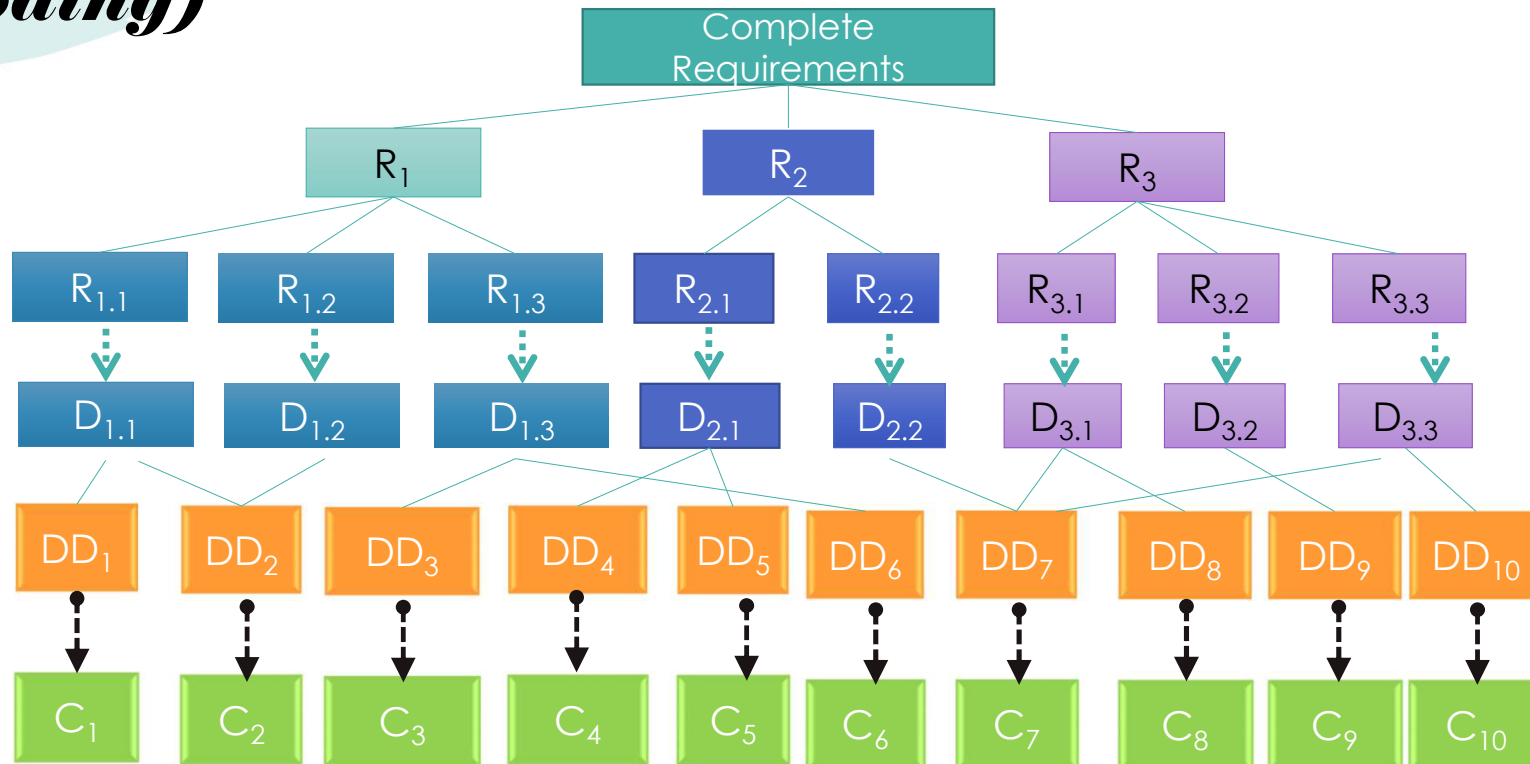 Complete
Requirements
R₁ R₂ R₃
R₁.₁ R₁.₂ R₁.₃ R₂.₁ R₂.₂ R₃.₁ R₃.₂ R₃.₃
D₁.₁ D₁.₂ D₁.₃ D₂.₁ D₂.₂ D₃.₁ D₃.₂ D₃.₃
DD₁ DD₂ DD₃ DD₄ DD₅ DD₆ DD₇ DD₈ DD₉ DD₁₀
C₁ C₂ C₃ C₄ C₅ C₆ C₇ C₈ C₉ C₁₀